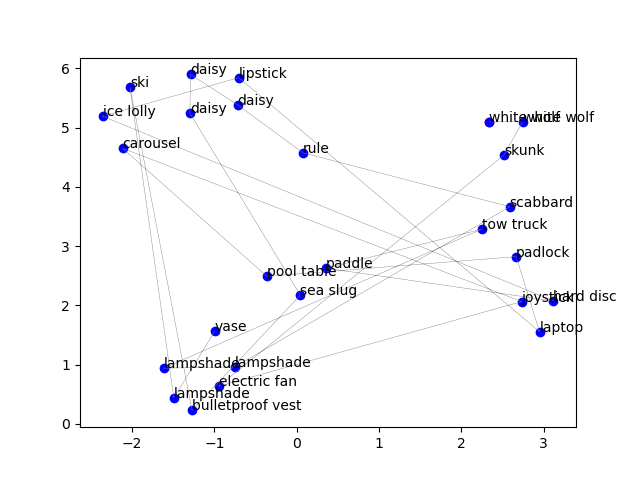 6
daisy
lipstick
ski
daisy
ice lolly
daisy
white wolf
white wolf
5
carousel
rule
skunk
4
scabbard
tow truck
3
padlock
paddle
pool table
sea slug
joystick
hard disc
2
vase
laptop
1
lampshade
lampshade
electric fan
lampshade
bulletproof vest
0
−2
−1
0
1
2
3